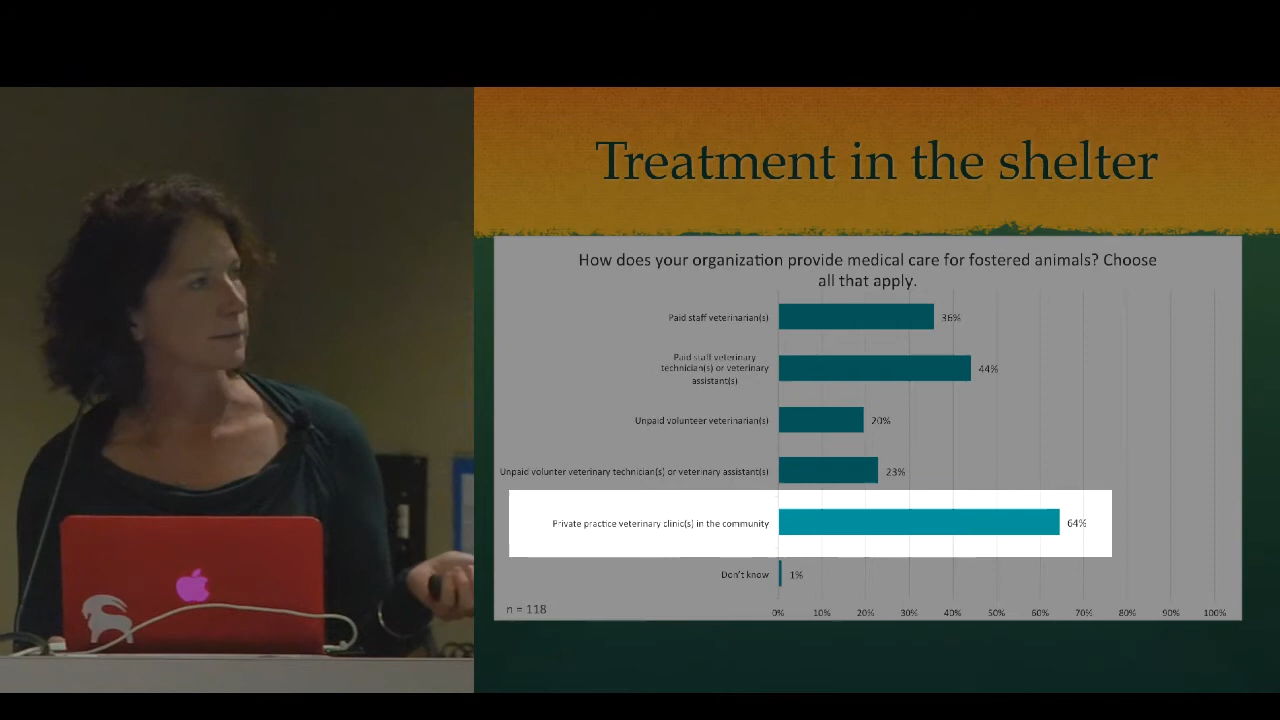 Treatment in the shelter
How does your organization provide medical care for fostered animals? Choose
all that apply.
Paid staff veterinarian(s)
36%
Paid staff veterinary
technician(s) or veterinary
assistant(s)
44%
Unpaid volunteer veterinarian(s)
20%
Unpaid volunter veterinary technician(s) or veterinary assistant(s)
23%
Private practice veterinary clinic(s) in the community
64%
Don't know
1%
n = 118
0% 10% 20% 30% 40% 50% 60% 70% 80% 90% 100%